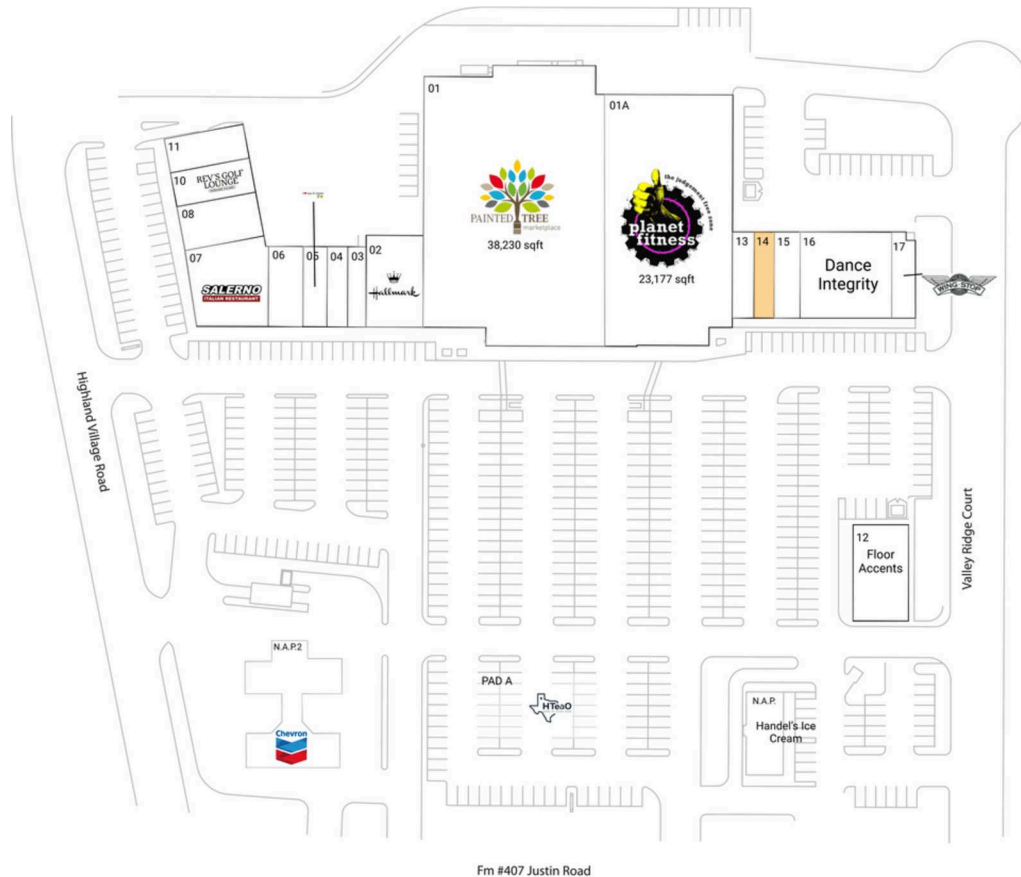 01
01A
the judgement free zone
11
10
REV'S GOLF
LOUNGE
PAINTED TREE
marketplace
38,230 sqft
planet
fitness
23,177 sqft
08
07
SALERNO
ITALIAN RESTAURANT
06
05
04
03
02
Hallmark
13
14
15
16
17
Dance
Integrity
WING STOP
Highland Village Road
Valley Ridge Court
12
Floor
Accents
N.A.P.2
Chevron
PAD A
HTeaO
N.A.P.
Handel's Ice
Cream
Fm #407 Justin Road